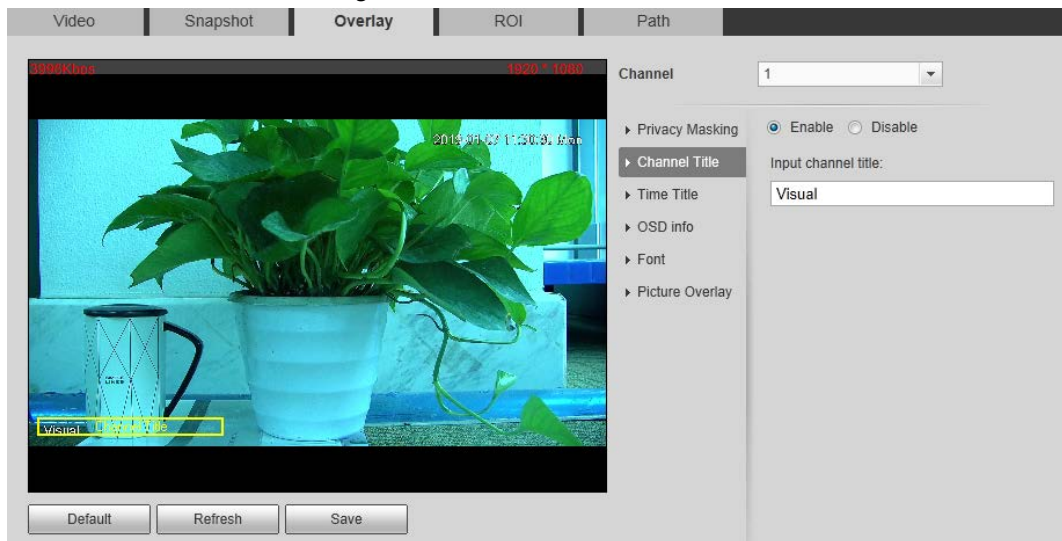 Video Snapshot Overlay ROI Path
3996Kbps 1920 * 1080
Channel 1
Privacy Masking
Enable Disable
Channel Title
Input channel title:
Time Title
Visual
OSD info
Font
Picture Overlay
Visual Channel Title
Default Refresh Save